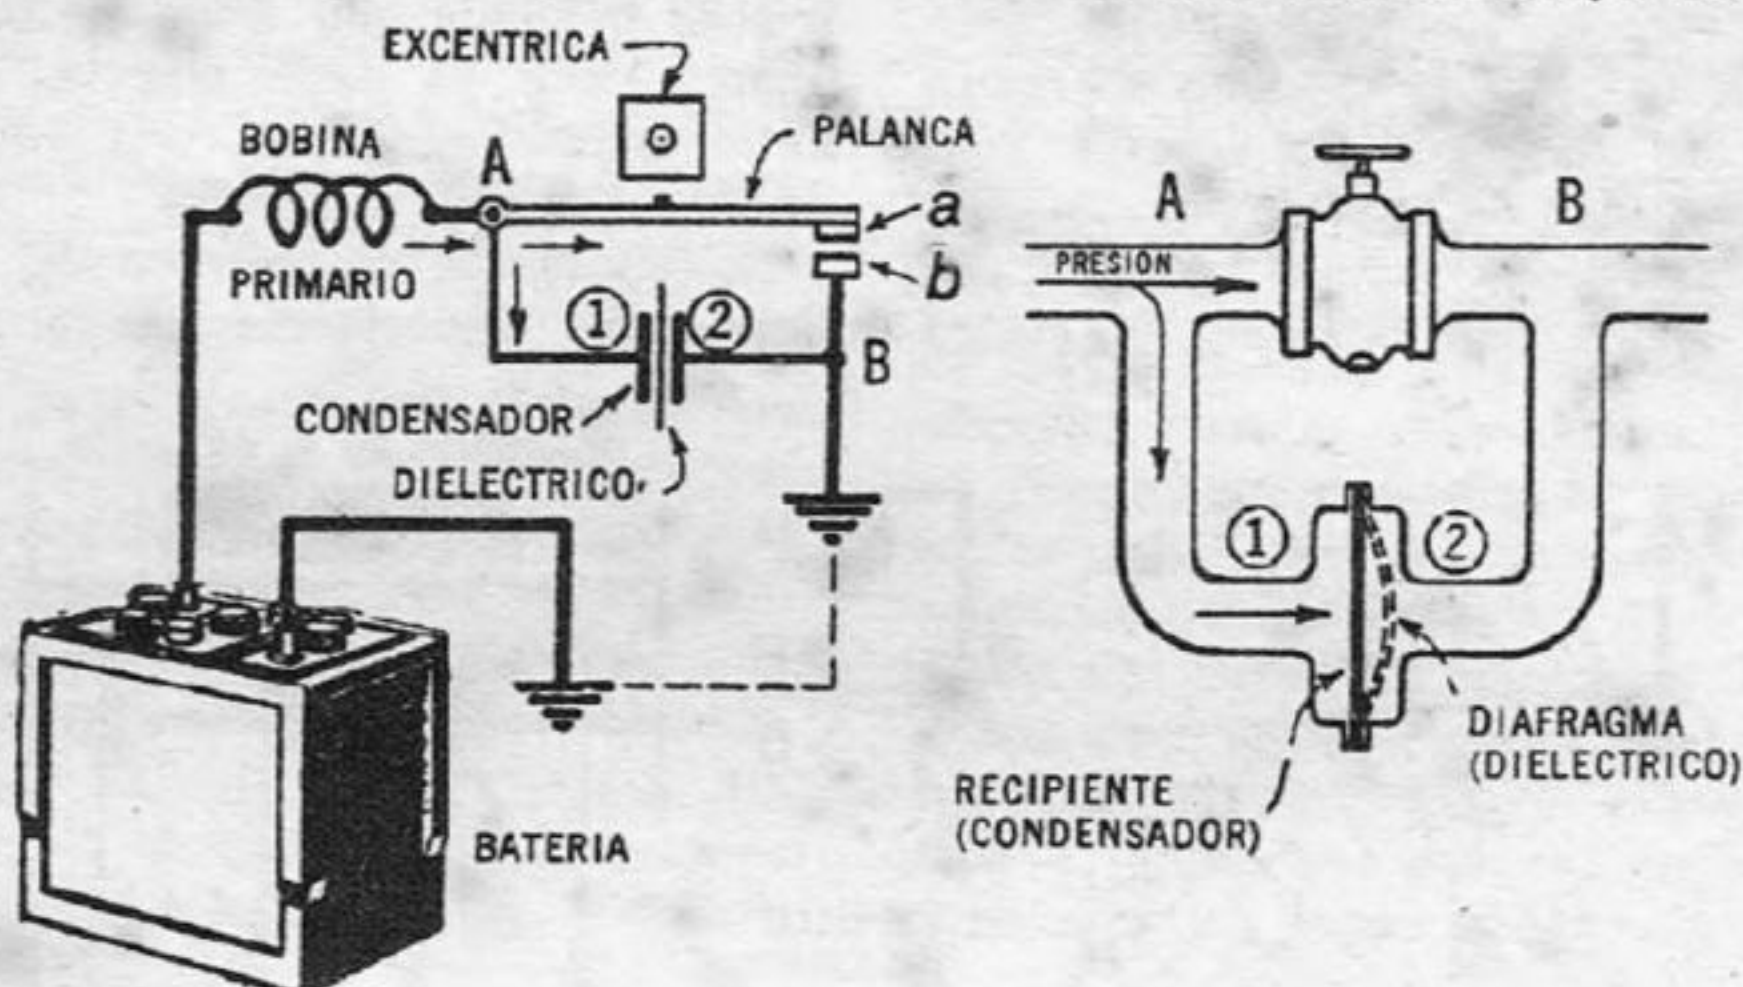 EXCENTRICA
BOBINA
A
PALANCA
a
b
PRIMARIO
1
2
B
CONDENSADOR
DIELECTRICO
BATERIA
A
B
PRESION
1
2
DIAFRAGMA
(DIELECTRICO)
RECIPIENTE
(CONDENSADOR)